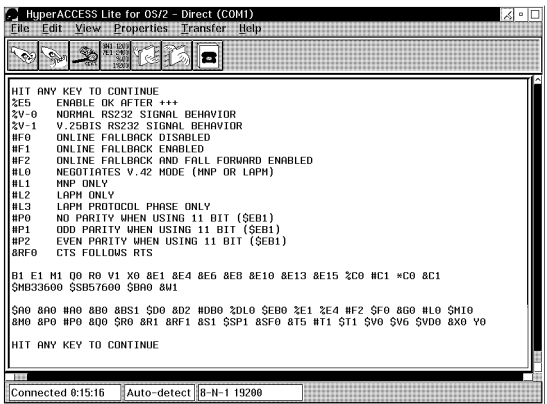 HyperACCESS Lite for OS/2 - Direct (COM1)
File Edit View Properties Transfer Help
HIT ANY KEY TO CONTINUE
%E5 ENABLE OK AFTER +++
%V-0 NORMAL RS232 SIGNAL BEHAVIOR
%V-1 V.25BIS RS232 SIGNAL BEHAVIOR
#F0 ONLINE FALLBACK DISABLED
#F1 ONLINE FALLBACK ENABLED
#F2 ONLINE FALLBACK AND FALL FORWARD ENABLED
#L0 NEGOTIATES V.42 MODE (MNP OR LAPM)
#L1 MNP ONLY
#L2 LAPM ONLY
#L3 LAPM PROTOCOL PHASE ONLY
#P0 NO PARITY WHEN USING 11 BIT ($EB1)
#P1 ODD PARITY WHEN USING 11 BIT ($EB1)
#P2 EVEN PARITY WHEN USING 11 BIT ($EB1)
&RF0 CTS FOLLOWS RTS
B1 E1 M1 Q0 R0 V1 X0 &E1 &E4 &E6 &E8 &E10 &E13 &E15 %C0 #C1 *C0 &C1
$MB33600 $SB57600 $BA0 &W1
$A0 &A0 #A0 &B0 &BS1 $D0 &D2 #DB0 %DL0 $EB0 %E1 %E4 #F2 $F0 &G0 #L0 $MI0
&M0 &P0 #P0 &Q0 $R0 &R1 &RF1 &S1 $SP1 &SF0 &T5 #T1 $T1 $V0 $V6 $VD0 &X0 Y0
HIT ANY KEY TO CONTINUE
Connected 0:15:16 Auto-detect 8-N-1 19200